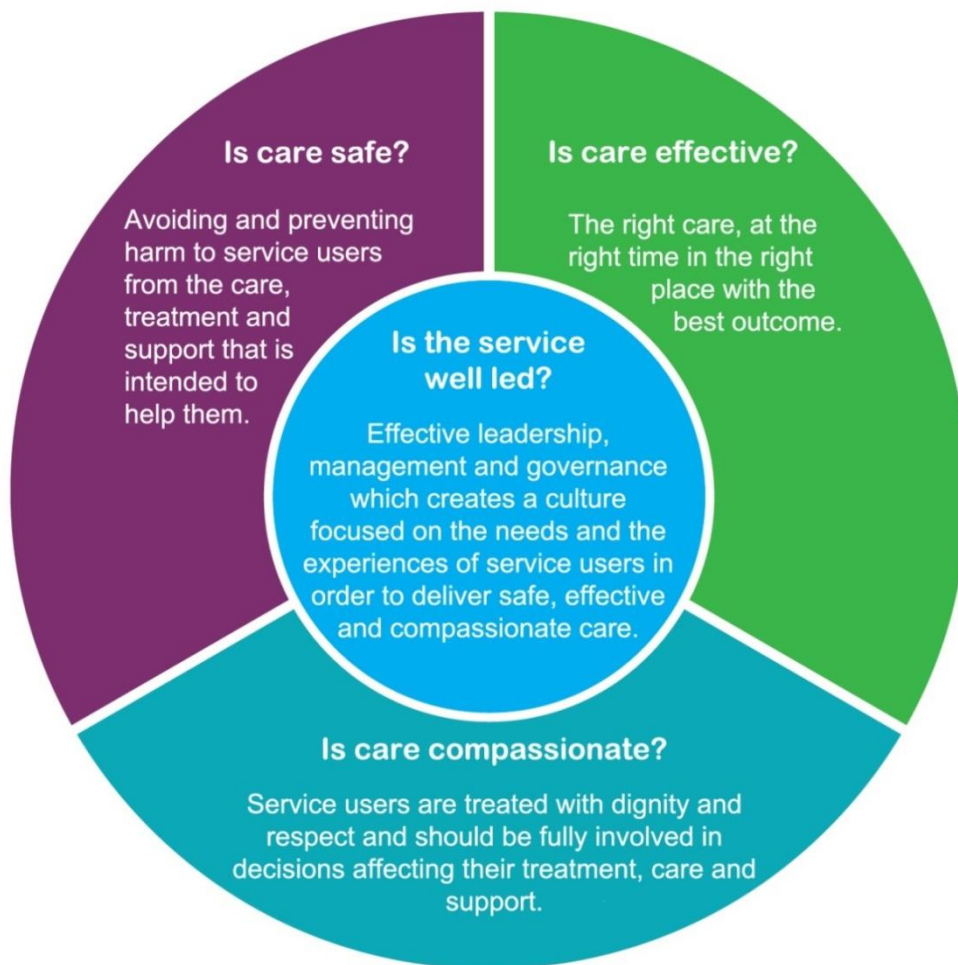 Is care safe?
Avoiding and preventing
harm to service users
from the care,
treatment and
support that is
intended to
help them.
Is care effective?
The right care, at the
right time in the right
place with the
best outcome.
Is the service
well led?
Effective leadership,
management and governance
which creates a culture
focused on the needs and the
experiences of service users in
order to deliver safe, effective
and compassionate care.
Is care compassionate?
Service users are treated with dignity and
respect and should be fully involved in
decisions affecting their treatment, care and
support.